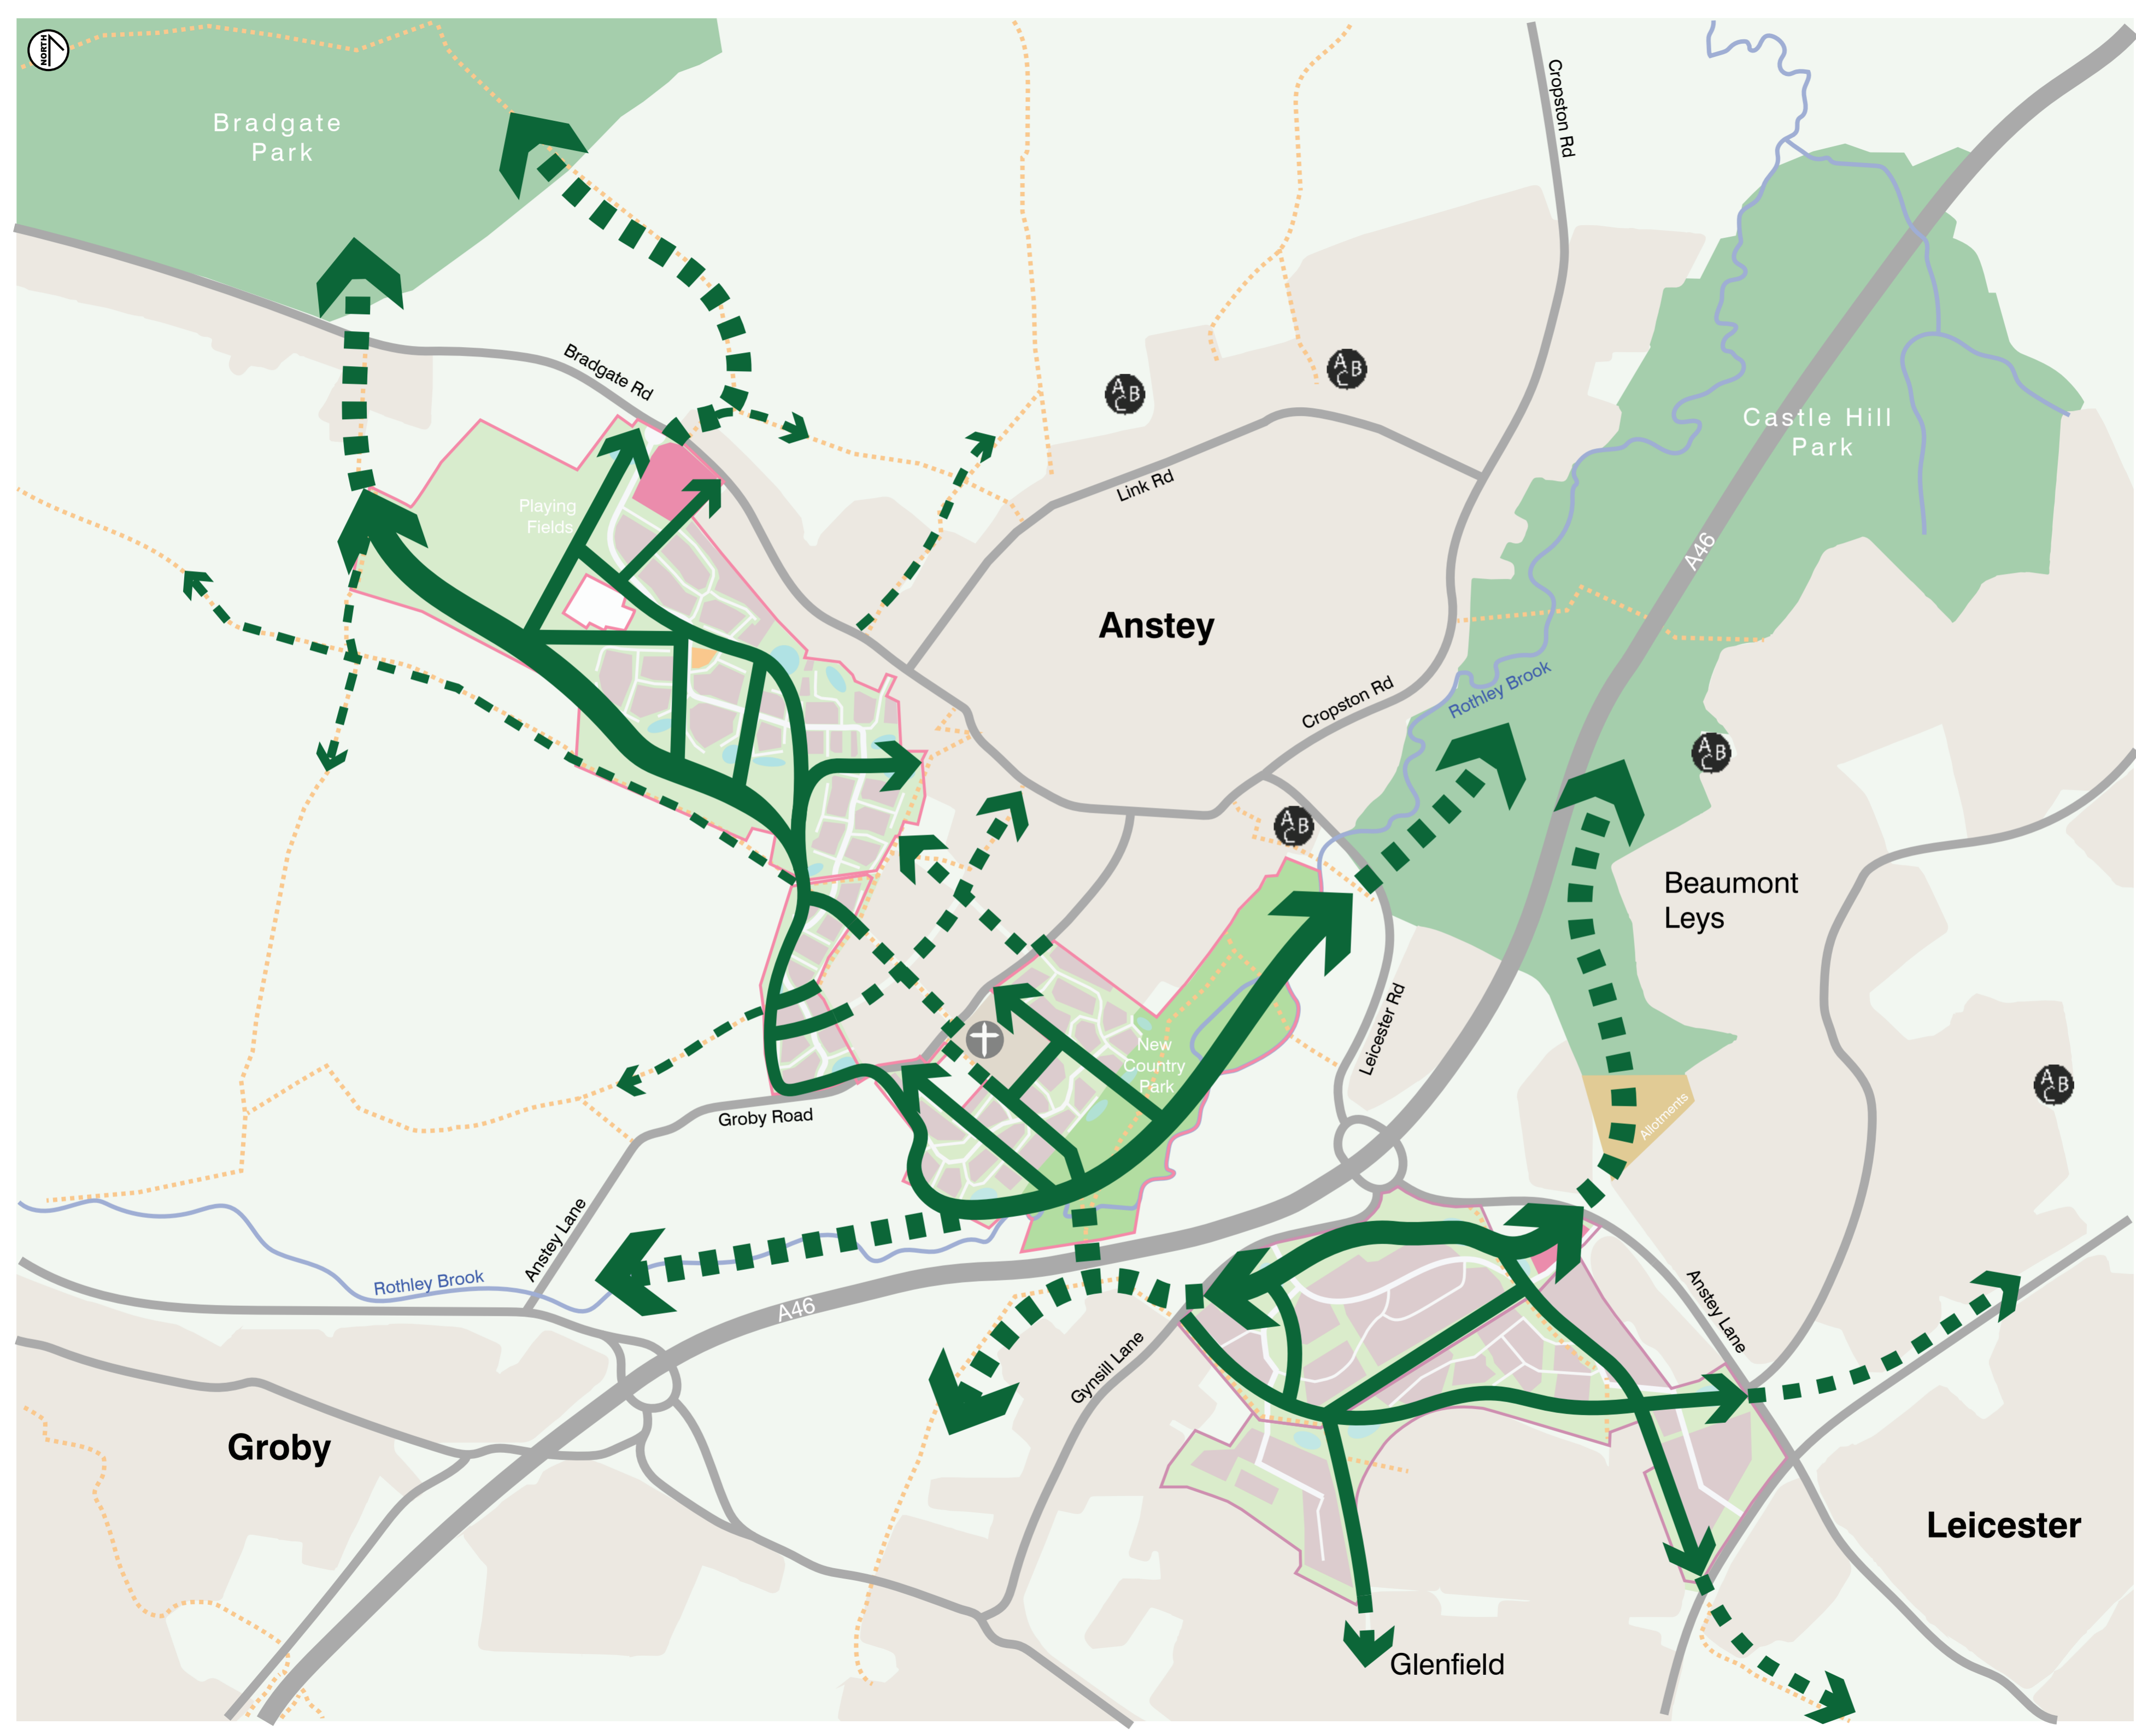 NORTH
Bradgate
Park
Cropston Rd
Bradgate Rd
A B
C
A B
C
Castle Hill
Park
Link Rd
Playing
Fields
A46
Anstey
Cropston Rd
Rothley Brook
A B
C
A B
C
Beaumont
Leys
Leicester Rd
New
Country
Park
A B
C
Groby Road
Allotments
Anstey Lane
Rothley Brook
A46
Anstey Lane
Gynsill Lane
Groby
Leicester
Glenfield